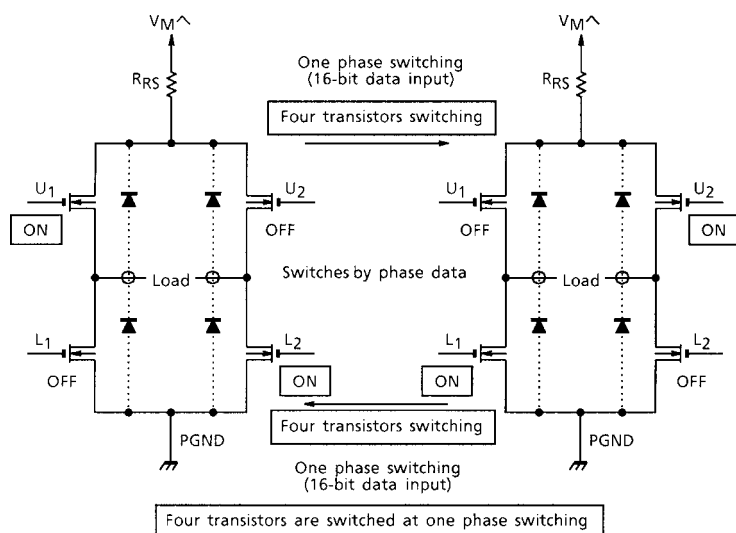 VM^
RRS
One phase switching
(16-bit data input)
Four transistors switching
VM^
RRS
U1
ON
U2
OFF
U1
OFF
U2
ON
Load
Switches by phase data
Load
L1
OFF
L2
ON
L1
ON
L2
OFF
Four transistors switching
PGND
PGND
One phase switching
(16-bit data input)
Four transistors are switched at one phase switching